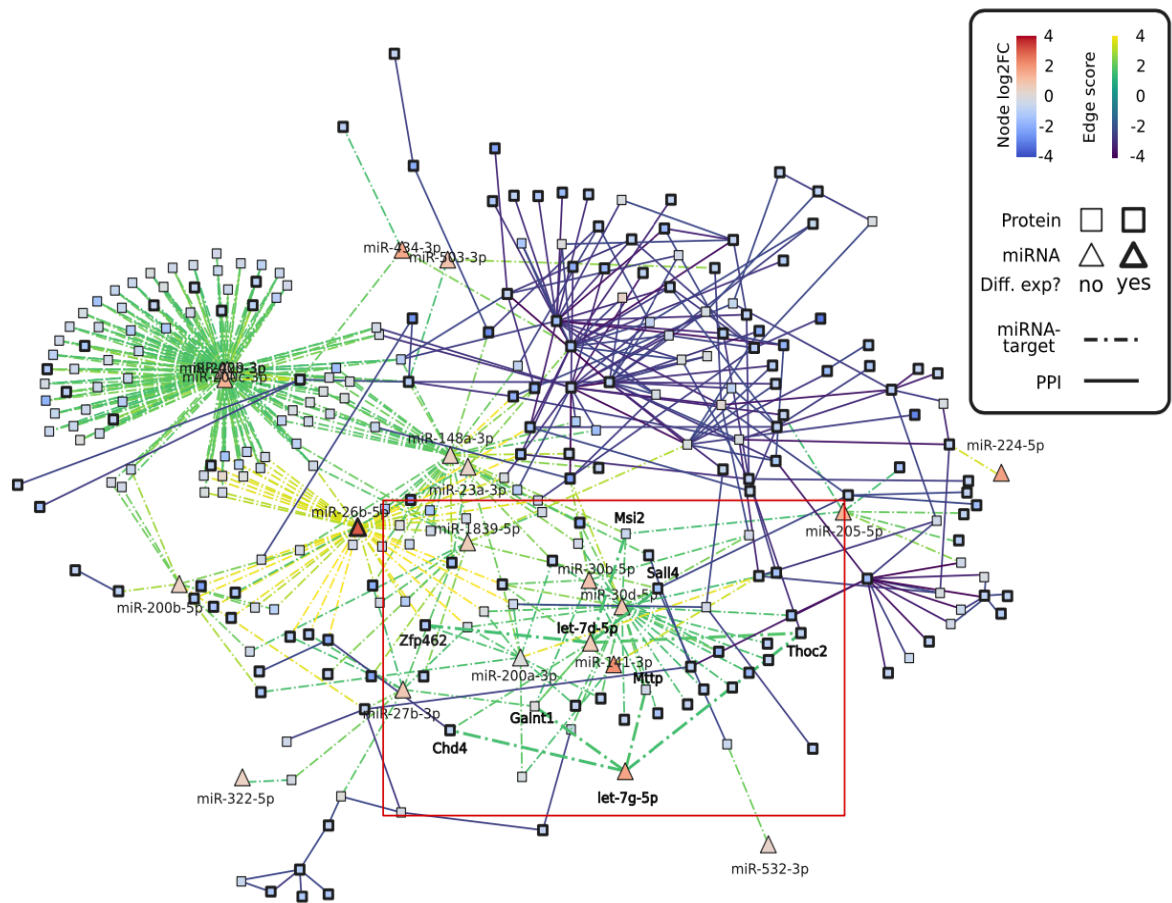 4
2
0
-2
-4
Node log2FC
4
2
0
-2
-4
Edge score
Protein
miRNA
Diff. exp? no yes
miRNA-
target
PPI
miR-434-3p
miR-503-3p
miR-200c-3p
miR-148a-3p
miR-224-5p
miR-23a-3p
miR-26b-5p
Msi2
miR-1839-5p
miR-205-5p
miR-30b-5p
Sall4
miR-30d-5p
miR-200b-5p
let-7d-5p
Zfp462
Thoc2
miR-141-3p
miR-200a-3p
Mttp
miR-27b-3p
Galnt1
Chd4
miR-322-5p
let-7g-5p
miR-532-3p